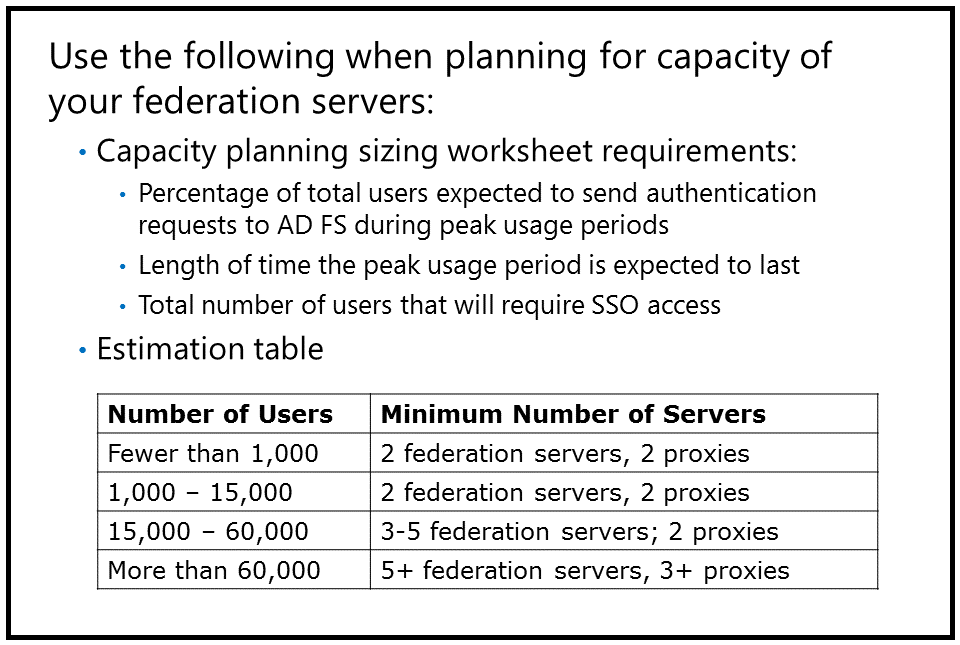 Use the following when planning for capacity of
your federation servers:
• Capacity planning sizing worksheet requirements:
• Percentage of total users expected to send authentication
requests to AD FS during peak usage periods
• Length of time the peak usage period is expected to last
• Total number of users that will require SSO access
• Estimation table
Number of Users Minimum Number of Servers
Fewer than 1,000 2 federation servers, 2 proxies
1,000 – 15,000 2 federation servers, 2 proxies
15,000 – 60,000 3-5 federation servers; 2 proxies
More than 60,000 5+ federation servers, 3+ proxies